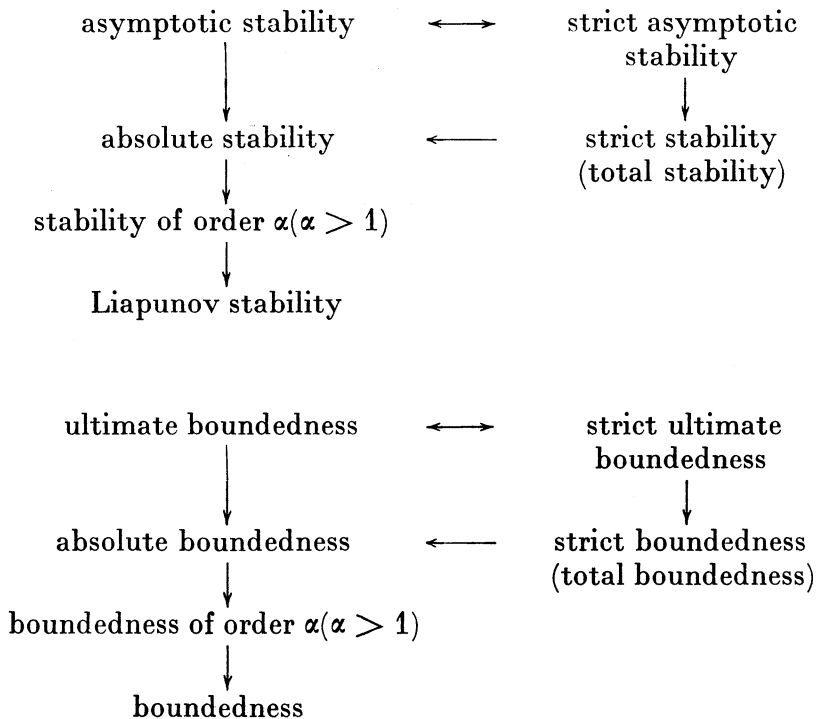 asymptotic stability ↔ strict asymptotic
stability
absolute stability ← strict stability
(total stability)
stability of order α(α > 1)
Liapunov stability
ultimate boundedness ↔ strict ultimate
boundedness
absolute boundedness ← strict boundedness
(total boundedness)
boundedness of order α(α > 1)
boundedness